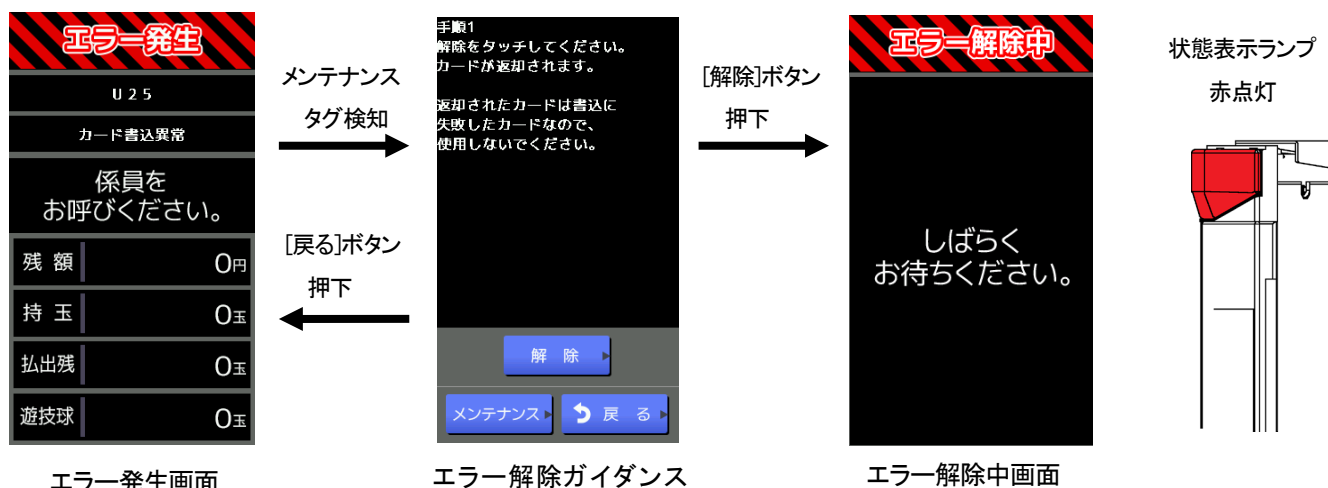 エラー発生
U25
カード書込異常
係員を
お呼びください。
残 額 0円
持 玉 0玉
払出残 0玉
遊技球 0玉
エラー発生画面
メンテナンス
タグ検知
[戻る]ボタン
押下
手順1
解除をタッチしてください。
カードが返却されます。
返却されたカードは書込に
失敗したカードなので、
使用しないでください。
解 除
メンテナンス
戻 る
エラー解除ガイダンス
[解除]ボタン
押下
エラー解除中
しばらく
お待ちください。
エラー解除中画面
状態表示ランプ
赤点灯